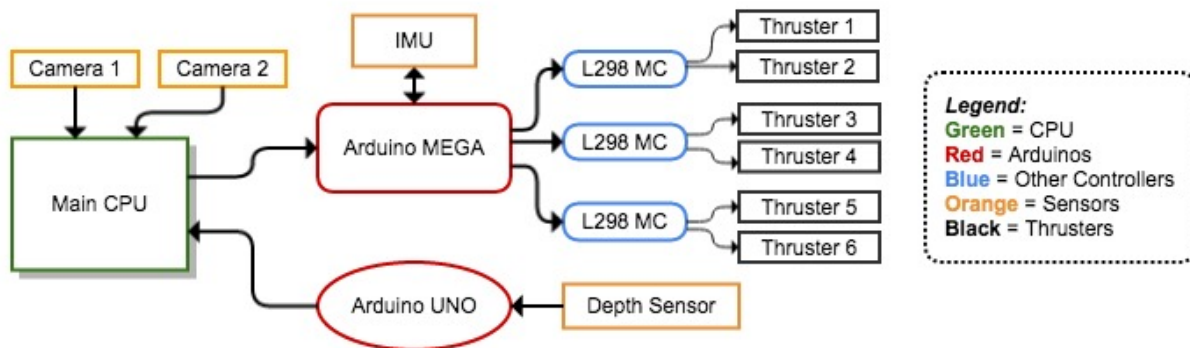 Camera 1
Camera 2
IMU
Main CPU
Arduino MEGA
L298 MC
L298 MC
L298 MC
Thruster 1
Thruster 2
Thruster 3
Thruster 4
Thruster 5
Thruster 6
Arduino UNO
Depth Sensor
Legend:
Green = CPU
Red = Arduinos
Blue = Other Controllers
Orange = Sensors
Black = Thrusters